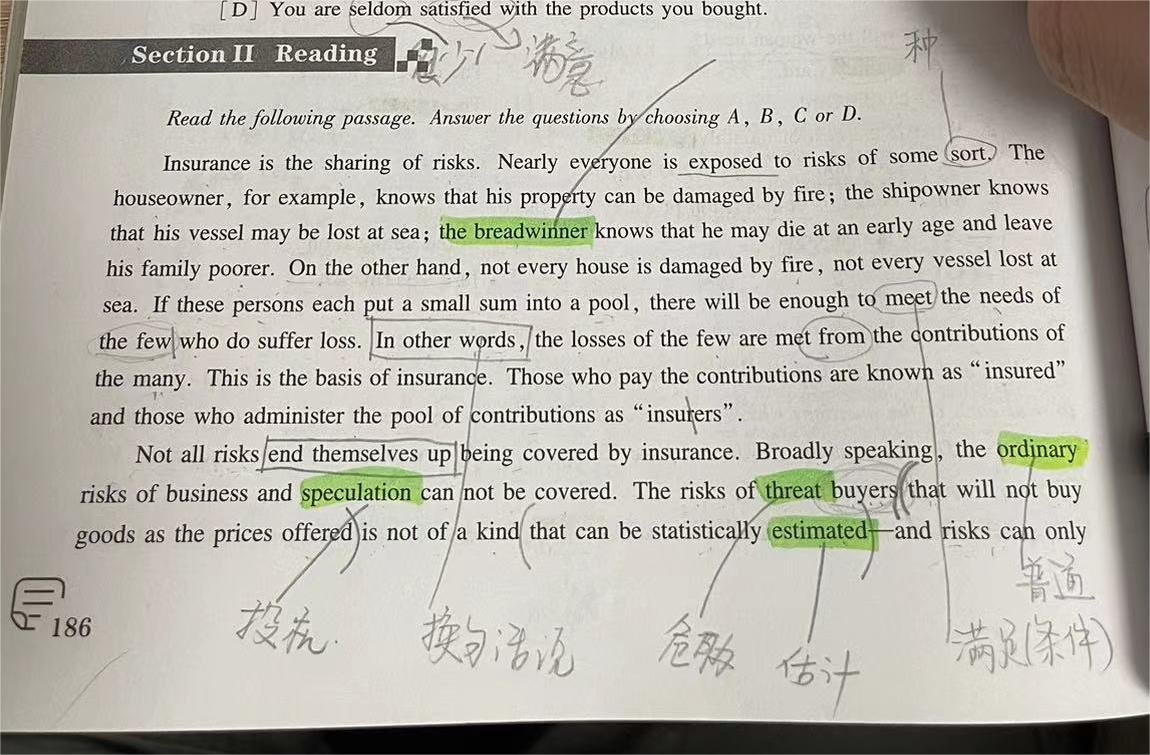 [D] You are seldom satisfied with the products you bought.
很少 满意
种
Section II Reading
Read the following passage. Answer the questions by choosing A, B, C or D.
Insurance is the sharing of risks. Nearly everyone is exposed to risks of some sort. The
houseowner, for example, knows that his property can be damaged by fire; the shipowner knows
that his vessel may be lost at sea; the breadwinner knows that he may die at an early age and leave
his family poorer. On the other hand, not every house is damaged by fire, not every vessel lost at
sea. If these persons each put a small sum into a pool, there will be enough to meet the needs of
the few who do suffer loss. In other words, the losses of the few are met from the contributions of
the many. This is the basis of insurance. Those who pay the contributions are known as “insured”
and those who administer the pool of contributions as “insurers”.
Not all risks end themselves up being covered by insurance. Broadly speaking, the ordinary
risks of business and speculation can not be covered. The risks of threat buyers that will not buy
goods as the prices offered is not of a kind that can be statistically estimated—and risks can only
普通
投机.
换句话说
危胁
估计
满足(条件)
186